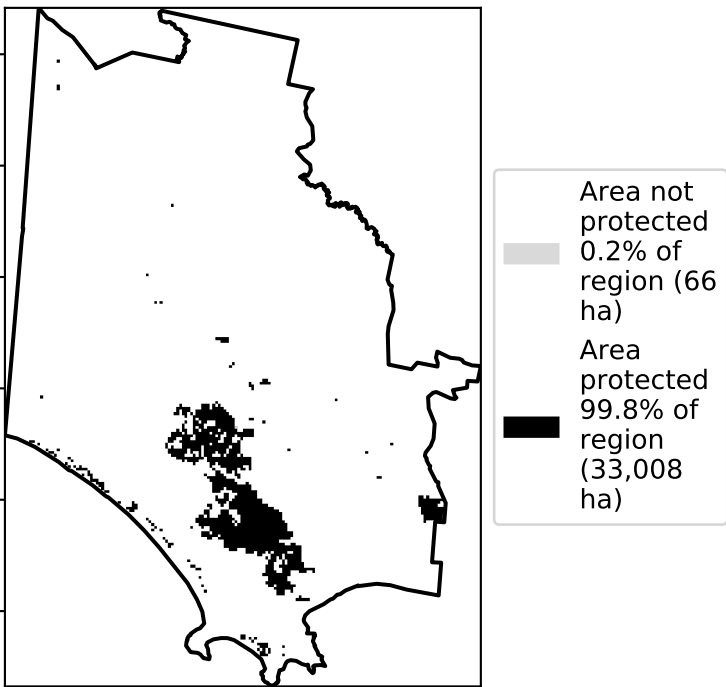 Area not
protected
0.2% of
region (66
ha)
Area
protected
99.8% of
region
(33,008
ha)